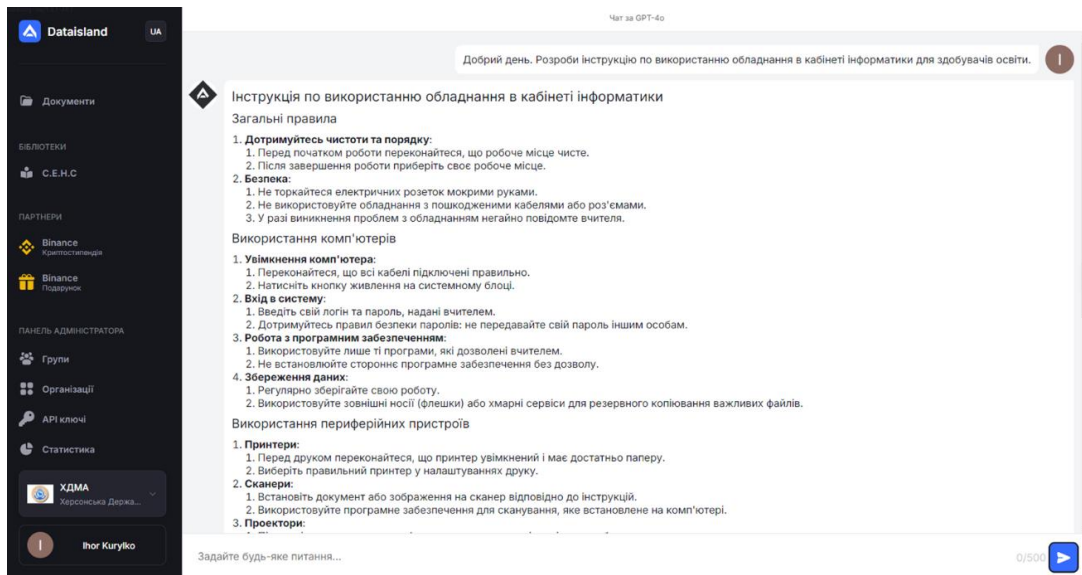 Dataisland
UA
Документи
БІБЛІОТЕКИ
С.Е.Н.С
ПАРТНЕРИ
Binance
Криптостипендія
Binance
Подарунок
ПАНЕЛЬ АДМІНІСТРАТОРА
Групи
Організації
API ключі
Статистика
ХДМА
Херсонська Держа...
I
Ihor Kurylko
Чат за GPT-4o
Добрий день. Розроби інструкцію по використанню обладнання в кабінеті інформатики для здобувачів освіти.
I
Інструкція по використанню обладнання в кабінеті інформатики
Загальні правила
1. Дотримуйтесь чистоти та порядку:
1. Перед початком роботи переконайтеся, що робоче місце чисте.
2. Після завершення роботи приберіть своє робоче місце.
2. Безпека:
1. Не торкайтеся електричних розеток мокрими руками.
2. Не використовуйте обладнання з пошкодженими кабелями або роз'ємами.
3. У разі виникнення проблем з обладнанням негайно повідомте вчителя.
Використання комп'ютерів
1. Увімкнення комп'ютера:
1. Переконайтеся, що всі кабелі підключені правильно.
2. Натисніть кнопку живлення на системному блоці.
2. Вхід в систему:
1. Введіть свій логін та пароль, надані вчителем.
2. Дотримуйтесь правил безпеки паролів: не передавайте свій пароль іншим особам.
3. Робота з програмним забезпеченням:
1. Використовуйте лише ті програми, які дозволені вчителем.
2. Не встановлюйте стороннє програмне забезпечення без дозволу.
4. Збереження даних:
1. Регулярно зберігайте свою роботу.
2. Використовуйте зовнішні носії (флешки) або хмарні сервіси для резервного копіювання важливих файлів.
Використання периферійних пристроїв
1. Принтери:
1. Перед друком переконайтеся, що принтер увімкнений і має достатньо паперу.
2. Виберіть правильний принтер у налаштуваннях друку.
2. Сканери:
1. Встановіть документ або зображення на сканер відповідно до інструкцій.
2. Використовуйте програмне забезпечення для сканування, яке встановлене на комп'ютері.
3. Проектори:
Задайте будь-яке питання...
0/500